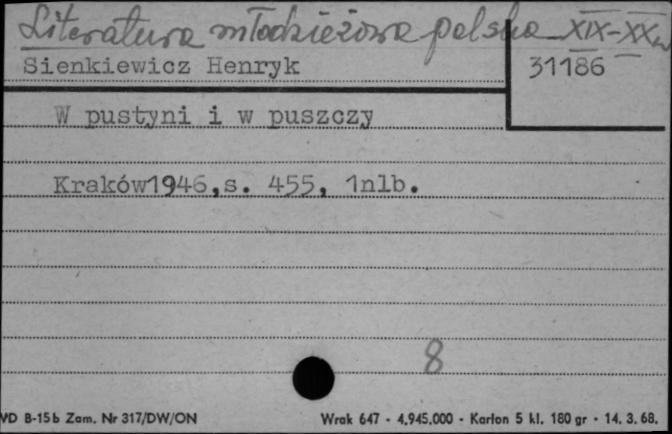 Literatura młodzieżowa polska XIX-XXw
Sienkiewicz Henryk 31186
W pustyni i w puszczy
Kraków1946,s. 455, 1nlb.
8
VD B-15b Zam. Nr 317/DW/ON Wrak 647 - 4.945.000 - Karton 5 kl. 180 gr - 14. 3. 68.